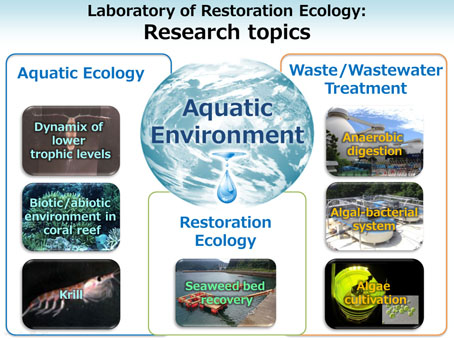 Laboratory of Restoration Ecology:
Research topics
Aquatic Ecology
Dynamix of
lower
trophic levels
Biotic/abiotic
environment in
coral reef
Krill
Aquatic
Environment
Restoration
Ecology
Seaweed bed
recovery
Waste/Wastewater
Treatment
Anaerobic
digestion
Algal-bacterial
system
Algae
cultivation